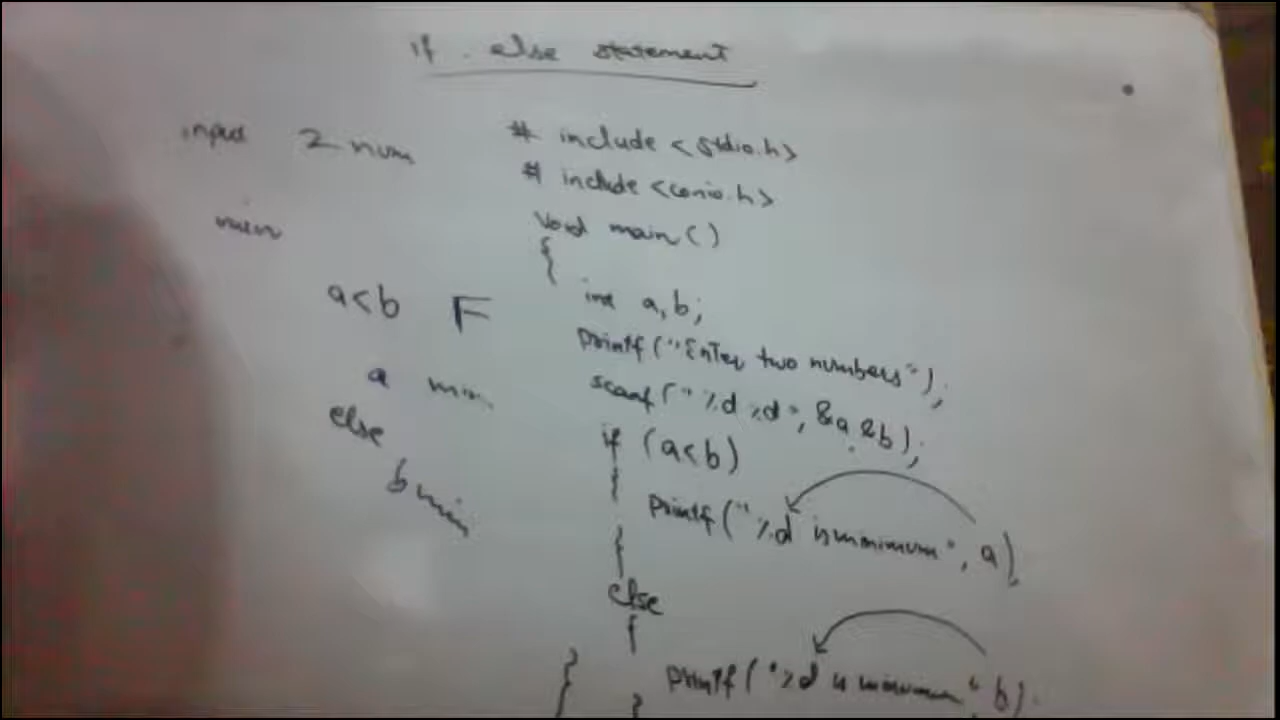 if . else statement
input 2 num
min
a<b F
a min
else
b min
# include <stdio.h>
# include <conio.h>
void main()
{
int a,b;
printf("Enter two numbers");
scanf("%d %d", &a, &b);
if (a<b)
{
printf("%d is minimum", a);
}
else
{
printf("%d is minimum", b);
}
}